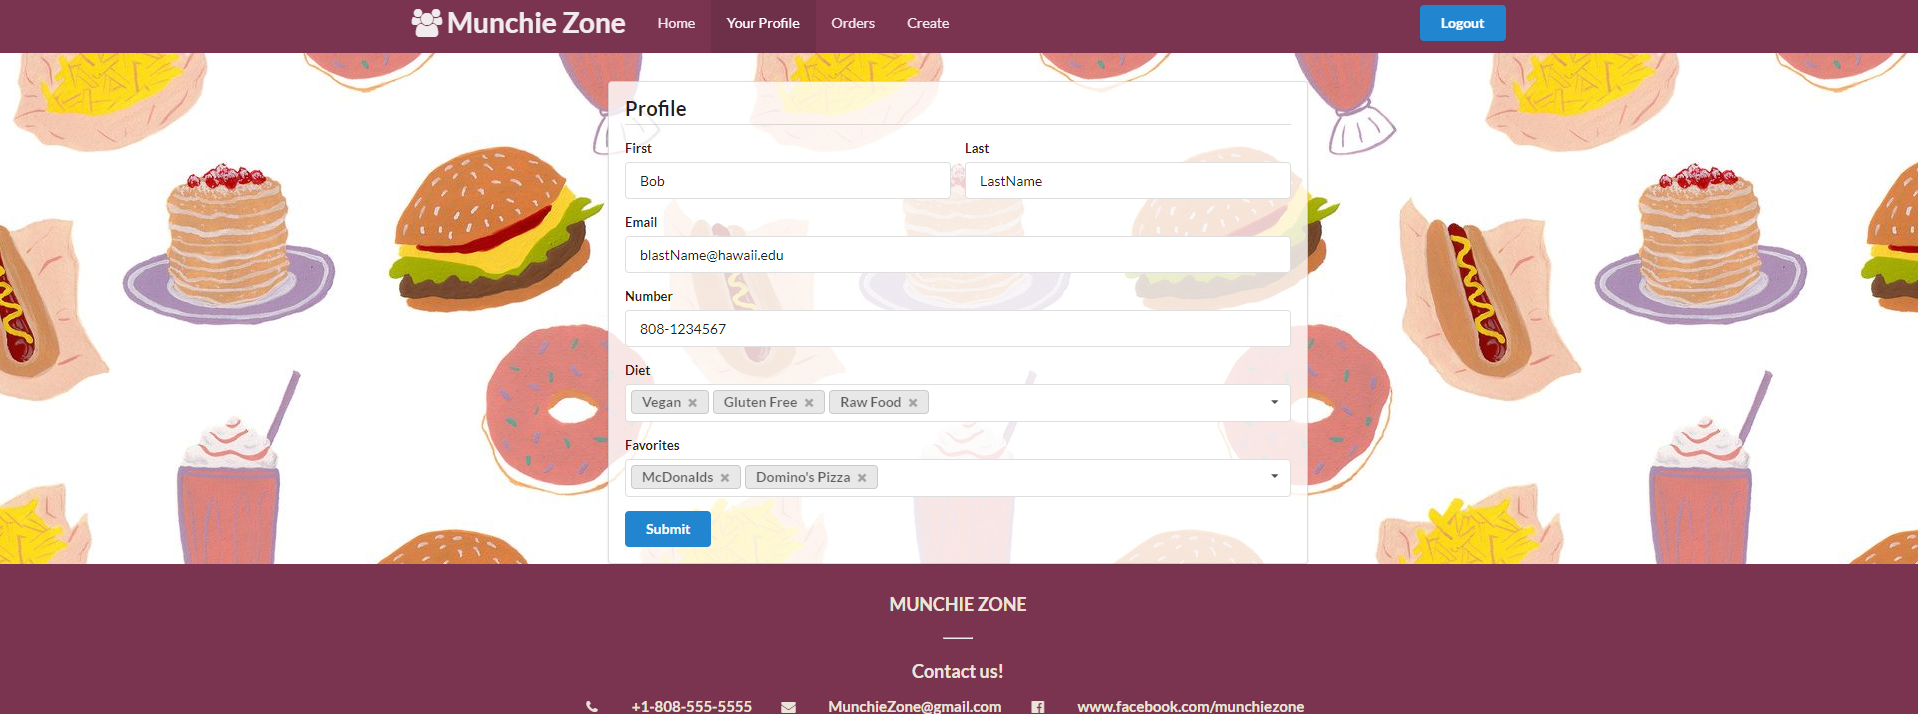 Munchie Zone Home Your Profile Orders Create Logout
Profile
First Last
Bob LastName
Email
blastName@hawaii.edu
Number
808-1234567
Diet
Vegan Gluten Free Raw Food
Favorites
McDonalds Domino's Pizza
Submit
MUNCHIE ZONE
Contact us!
+1-808-555-5555 MunchieZone@gmail.com www.facebook.com/munchiezone